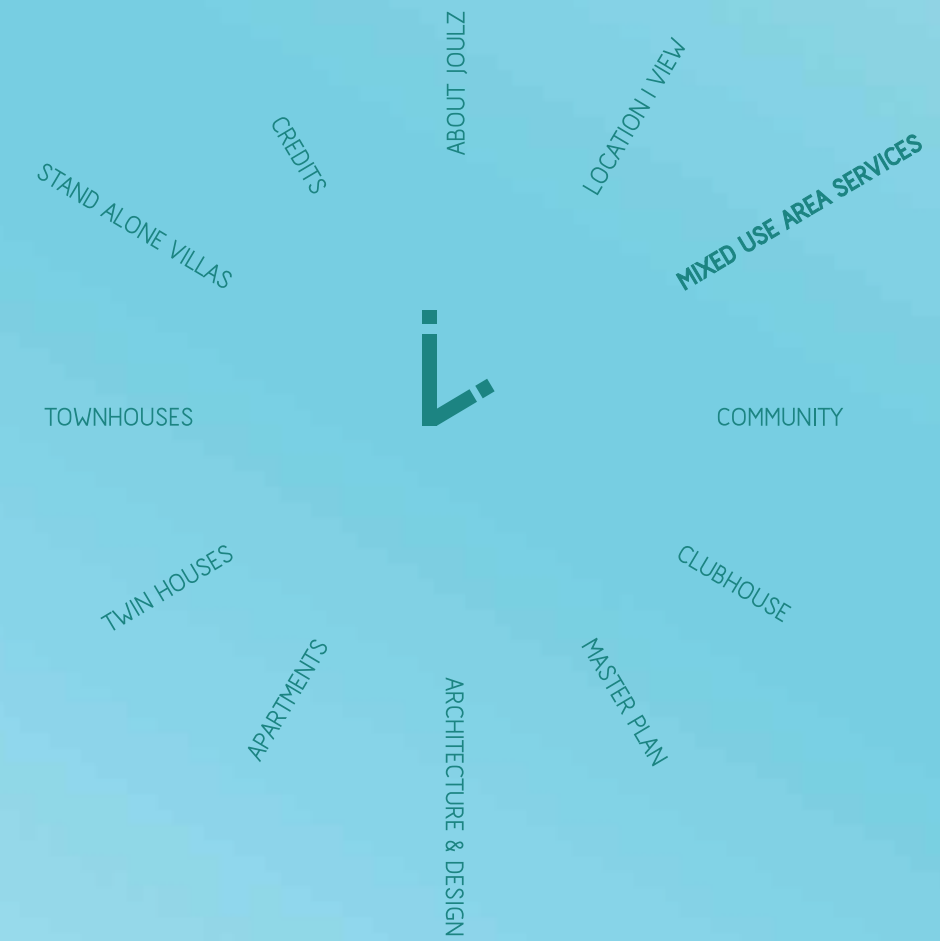 ABOUT JOULZ
LOCATION / VIEW
MIXED USE AREA SERVICES
COMMUNITY
CLUBHOUSE
MASTER PLAN
ARCHITECTURE & DESIGN
APARTMENTS
TWIN HOUSES
TOWNHOUSES
STAND ALONE VILLAS
CREDITS